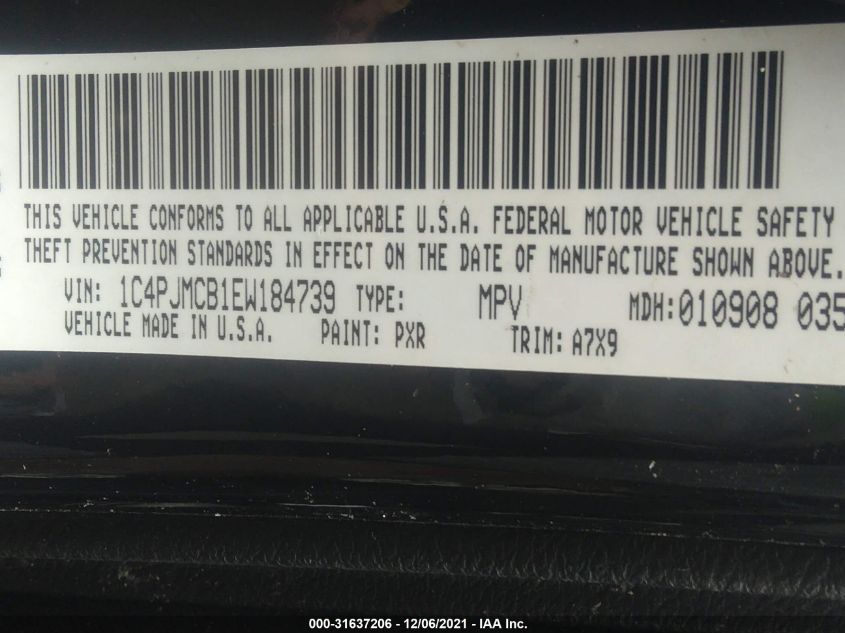 THIS VEHICLE CONFORMS TO ALL APPLICABLE U.S.A. FEDERAL MOTOR VEHICLE SAFETY
THEFT PREVENTION STANDARDS IN EFFECT ON THE DATE OF MANUFACTURE SHOWN ABOVE.
VIN: 1C4PJMCB1EW184739 TYPE: MPV MDH:010908 035
VEHICLE MADE IN U.S.A. PAINT: PXR TRIM: A7X9
000-31637206 - 12/06/2021 - IAA Inc.